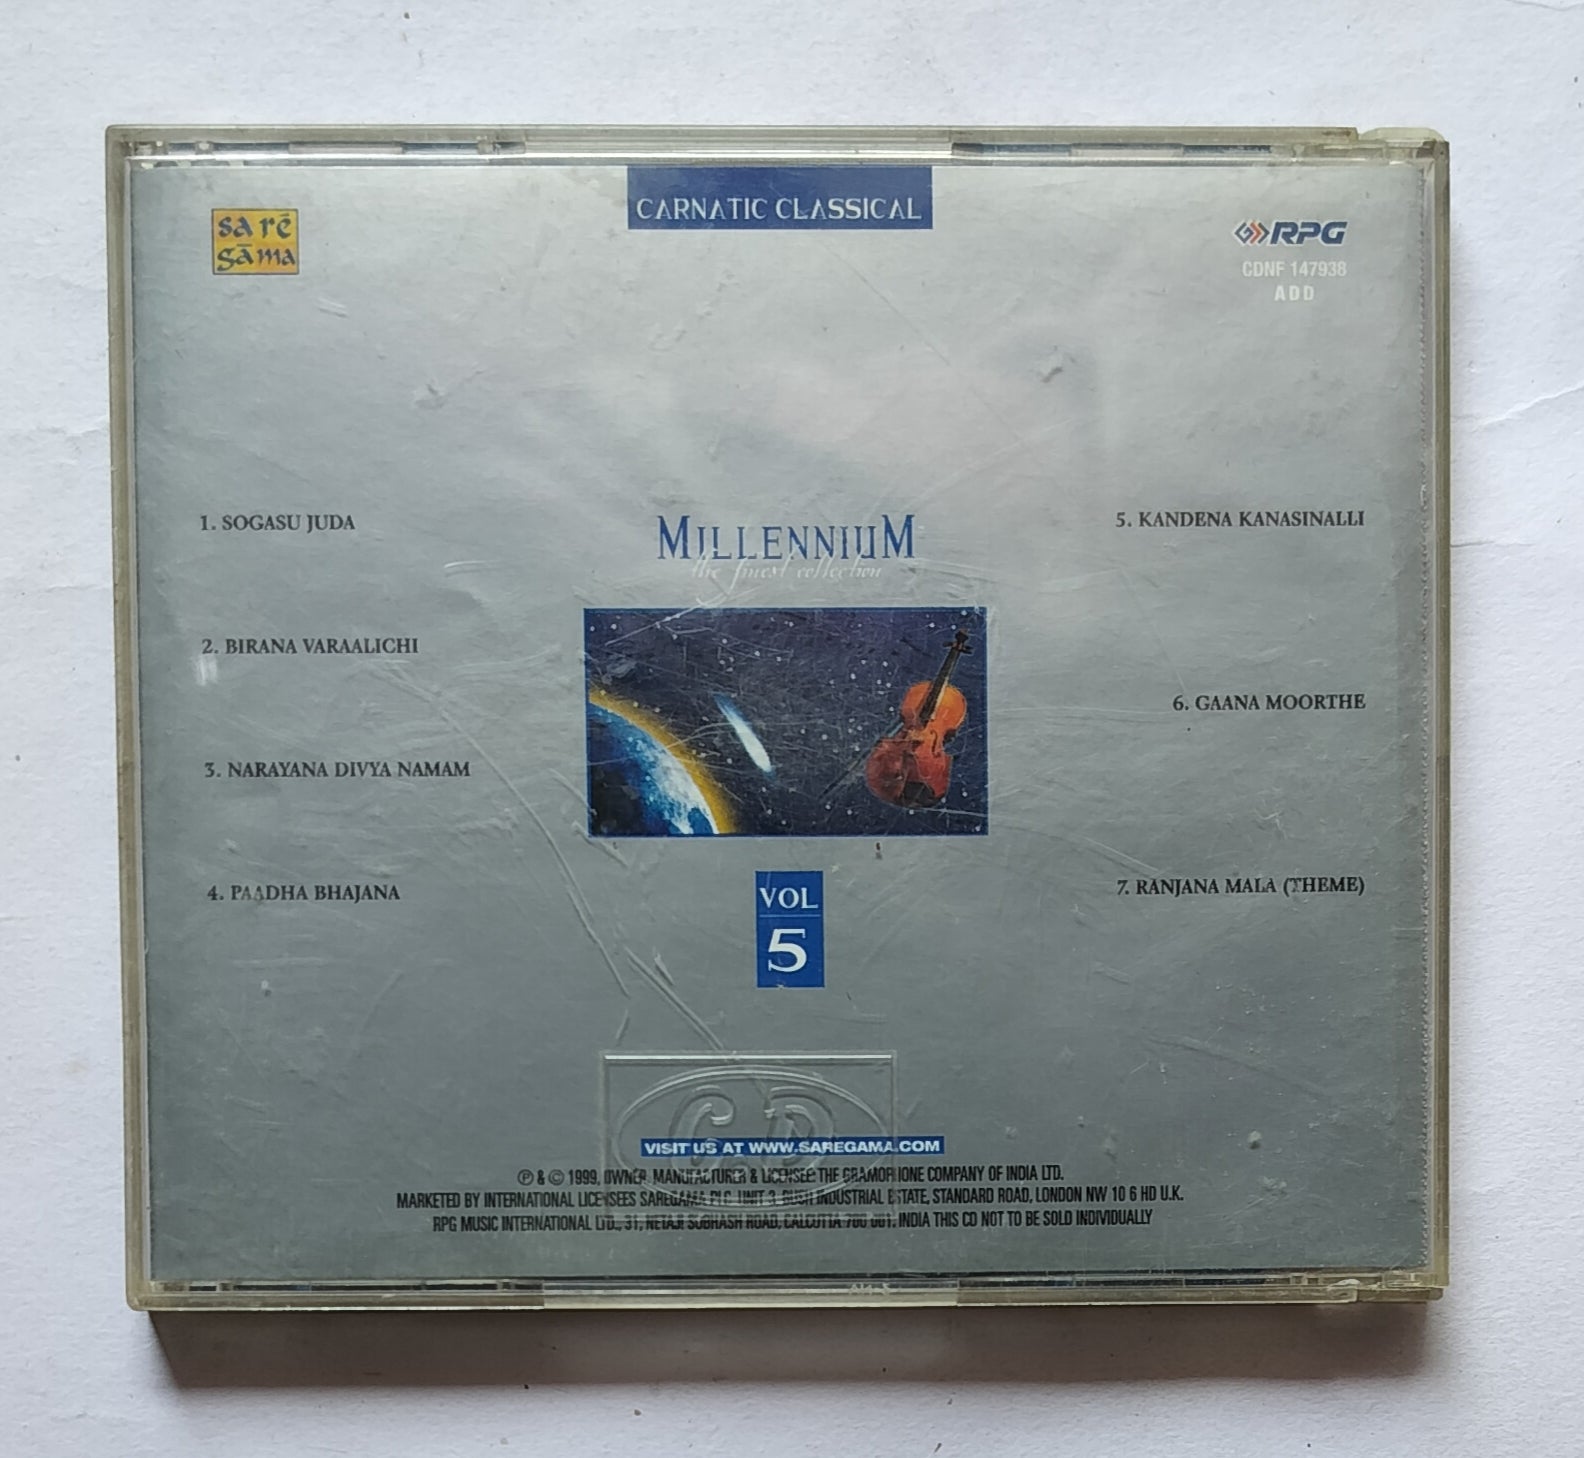 CARNATIC CLASSICAL
sa rē
gāma
RPG
CDNF 147938
ADD
1. SOGASU JUDA
2. BIRANA VARAALICHI
3. NARAYANA DIVYA NAMAM
4. PAADHA BHAJANA
MILLENNIUM
the finest collection
VOL
5
5. KANDENA KANASINALLI
6. GAANA MOORTHE
7. RANJANA MALA (THEME)
CD
VISIT US AT WWW.SAREGAMA.COM
℗ & © 1999, OWNER, MANUFACTURER & LICENSEE THE GRAMOPHONE COMPANY OF INDIA LTD.
MARKETED BY INTERNATIONAL LICENSEES SAREGAMA PLC. UNIT 3, BUSH INDUSTRIAL ESTATE, STANDARD ROAD, LONDON NW 10 6 HD U.K.
RPG MUSIC INTERNATIONAL LTD., 31, NETAJI SUBHASH ROAD, CALCUTTA 700 001. INDIA THIS CD NOT TO BE SOLD INDIVIDUALLY